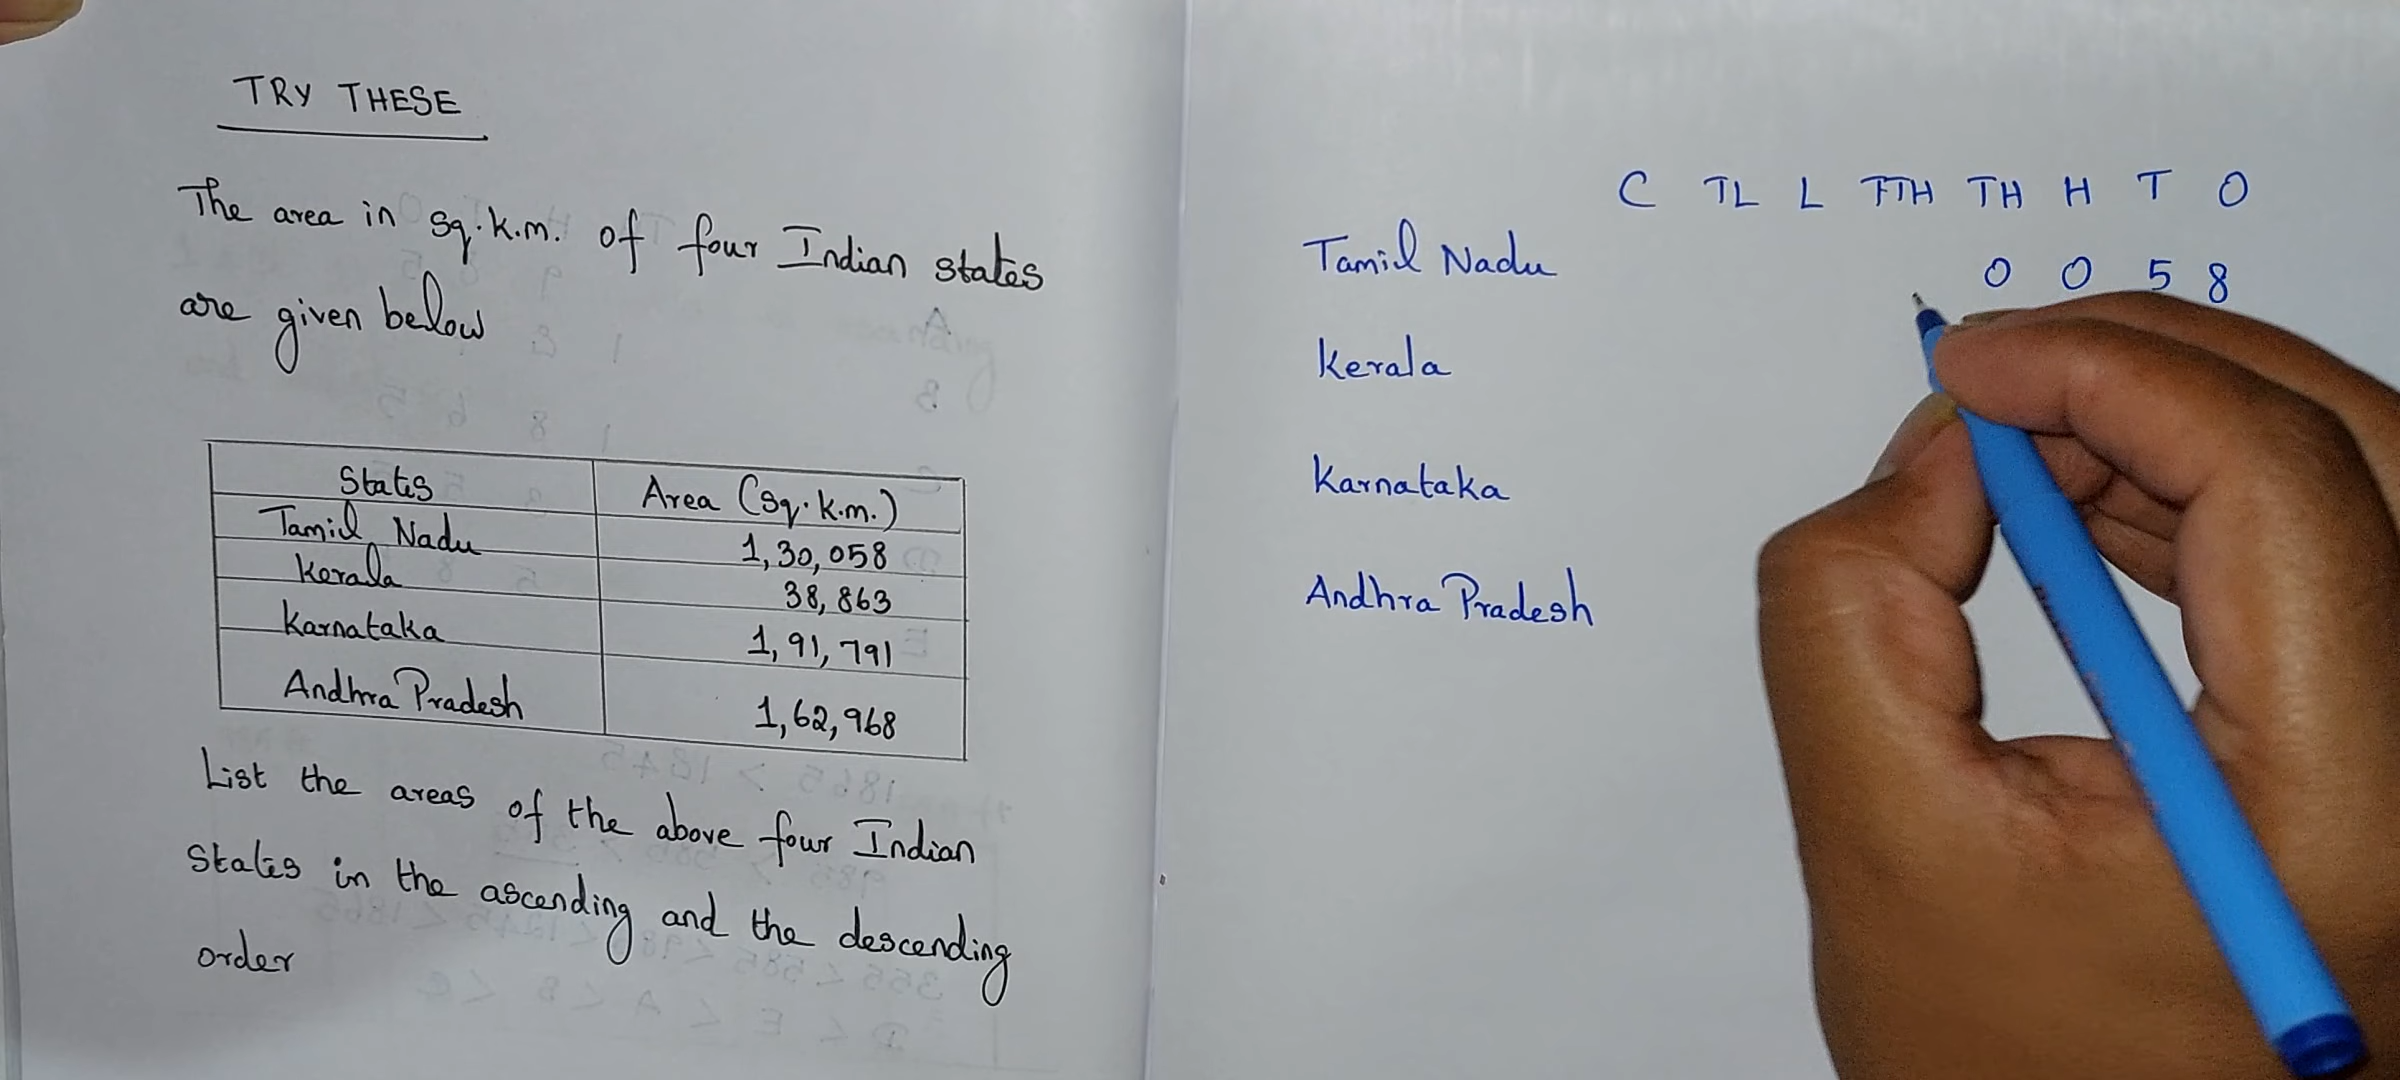 TRY THESE
The area in sq.k.m. of four Indian states
are given below
States Area (sq.k.m.)
Tamil Nadu 1,30,058
Kerala 38,863
Karnataka 1,91,791
Andhra Pradesh 1,62,968
List the areas of the above four Indian
states in the ascending and the descending
order
C TL L TTH TH H T O
Tamil Nadu 0 0 5 8
Kerala
Karnataka
Andhra Pradesh